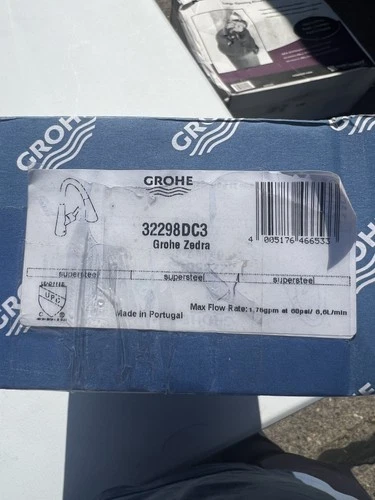 GROHE
GROHE
GROHE
GROHE
32298DC3
Grohe Zedra
4 005176 466533
supersteel supersteel supersteel
UPC
Made in Portugal
Max Flow Rate: 1,75gpm at 60psi/ 6,6L/min